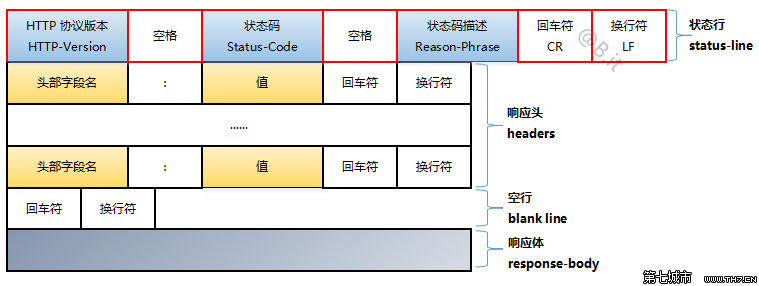 HTTP 协议版本
HTTP-Version
空格
状态码
Status-Code
空格
状态码描述
Reason-Phrase
回车符
CR
换行符
LF
状态行
status-line
@B.it
头部字段名
:
值
回车符
换行符
......
响应头
headers
头部字段名
:
值
回车符
换行符
回车符
换行符
空行
blank line
响应体
response-body
第七城市 WWW.TH7.CN